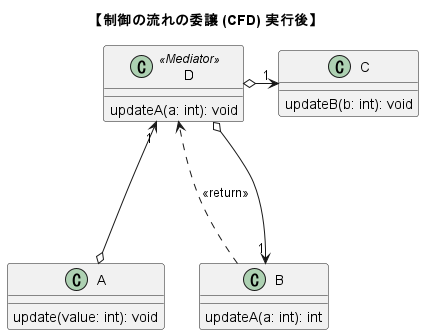 【制御の流れの委譲 (CFD) 実行後】
C
«Mediator»
D
updateA(a: int): void
1
C
C
updateB(b: int): void
1
«return»
1
C
A
update(value: int): void
C
B
updateA(a: int): int